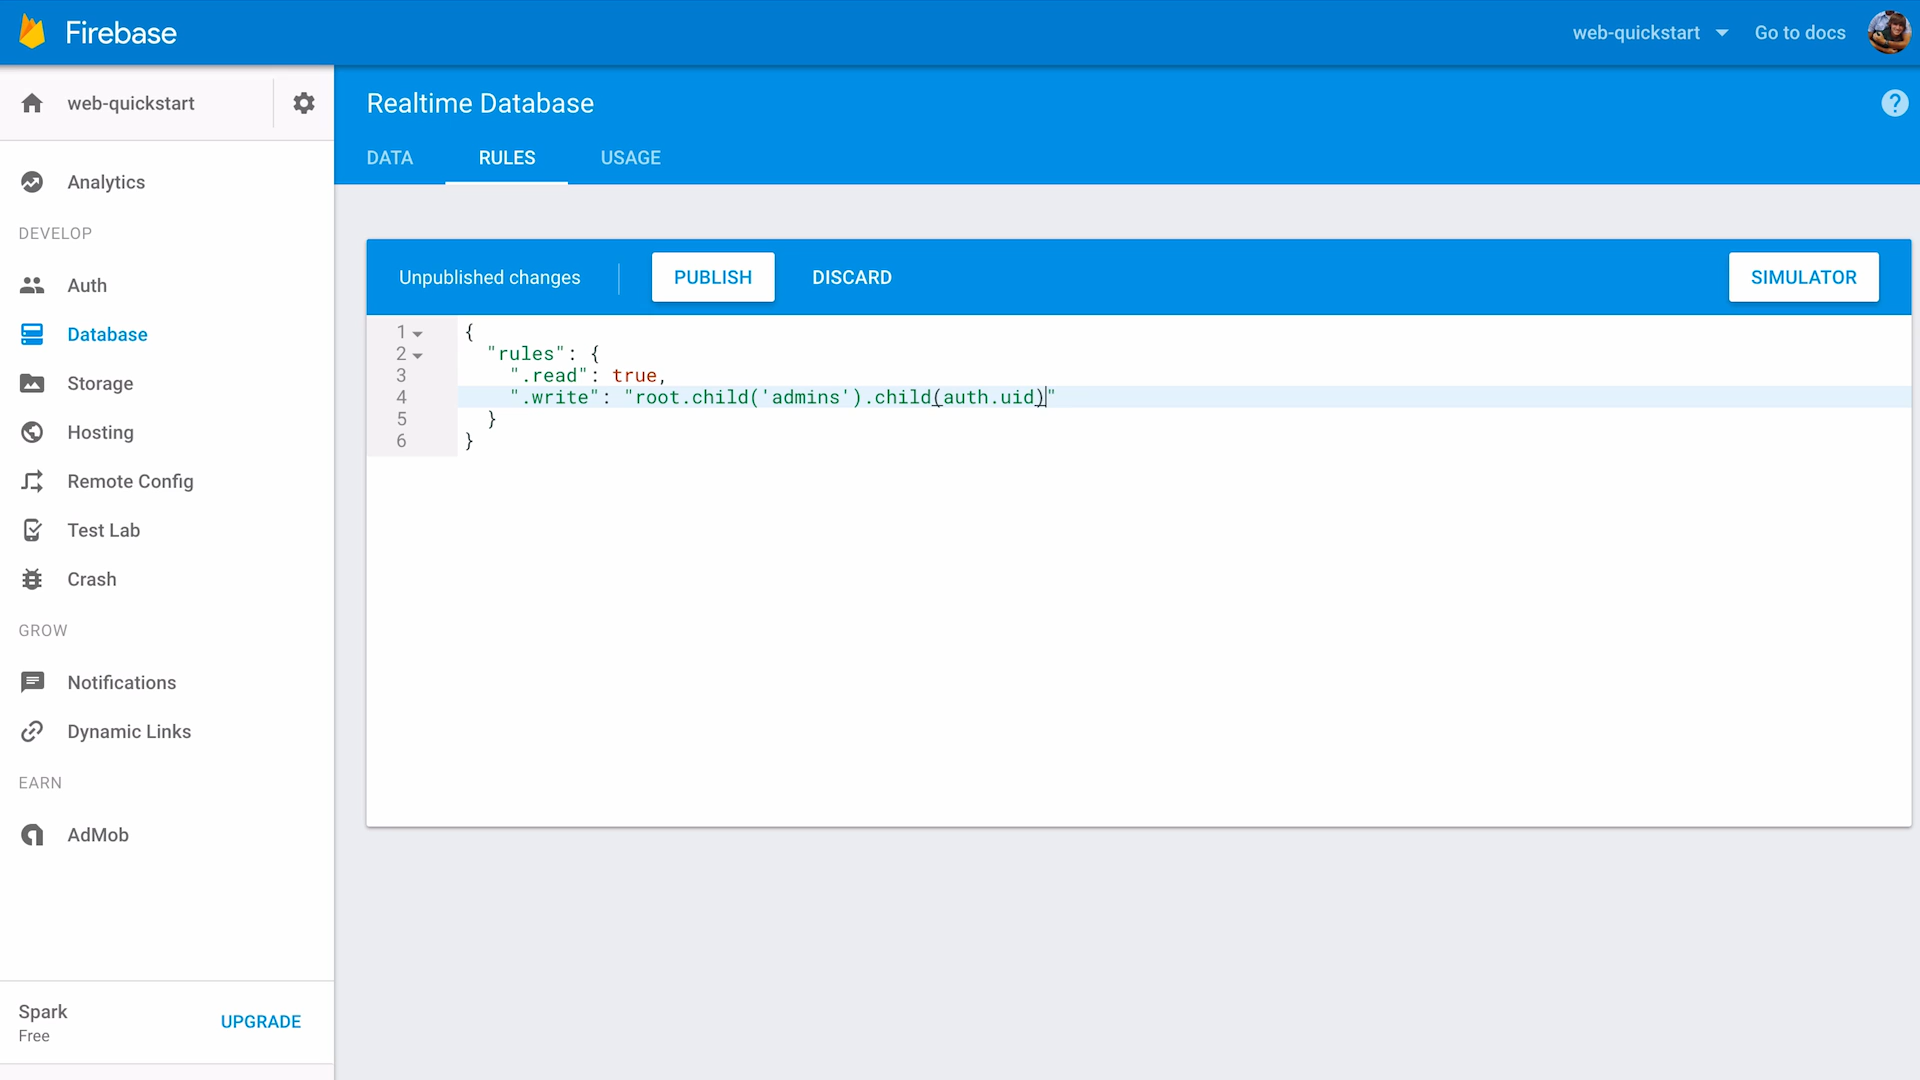 Firebase
web-quickstart
Go to docs
web-quickstart
Realtime Database
DATA
RULES
USAGE
Analytics
DEVELOP
Auth
Database
Storage
Hosting
Remote Config
Test Lab
Crash
GROW
Notifications
Dynamic Links
EARN
AdMob
Spark
Free
UPGRADE
Unpublished changes
PUBLISH
DISCARD
SIMULATOR
1 {
2 "rules": {
3 ".read": true,
4 ".write": "root.child('admins').child(auth.uid)"
5 }
6 }
?